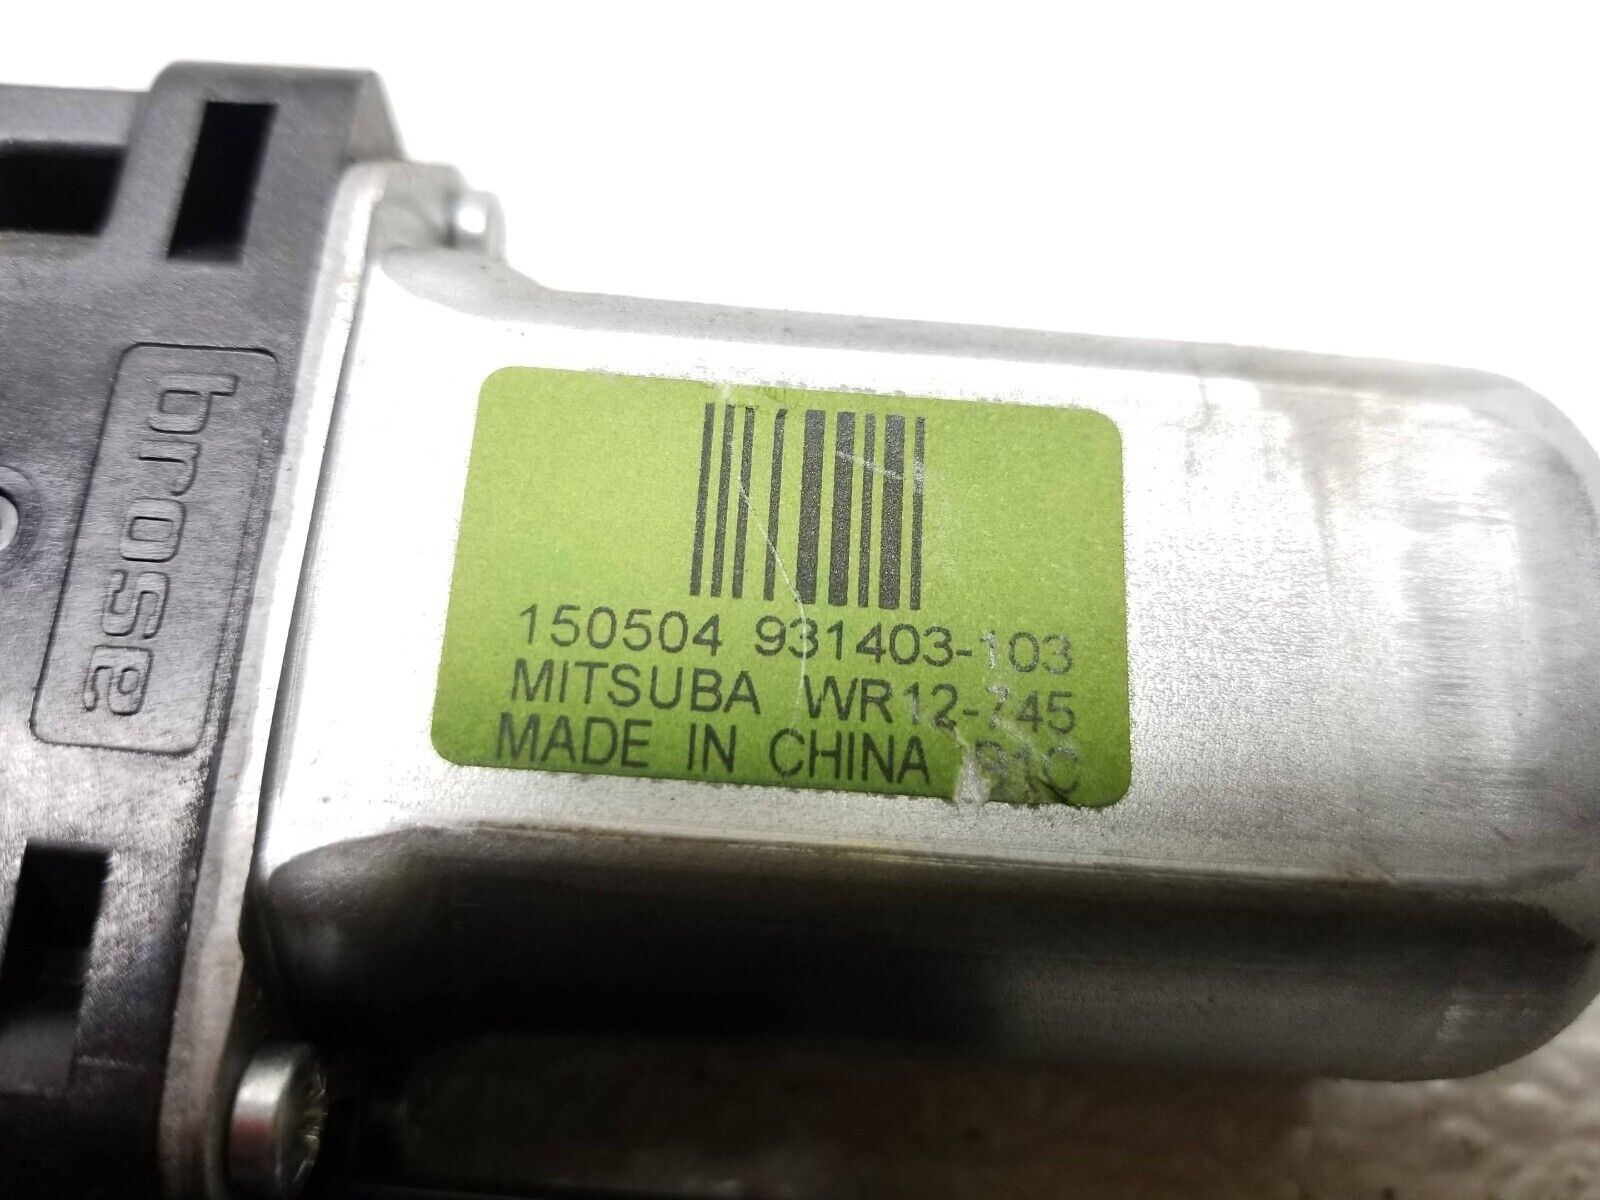 brose
150504 931403-103
MITSUBA WR12-745
MADE IN CHINA